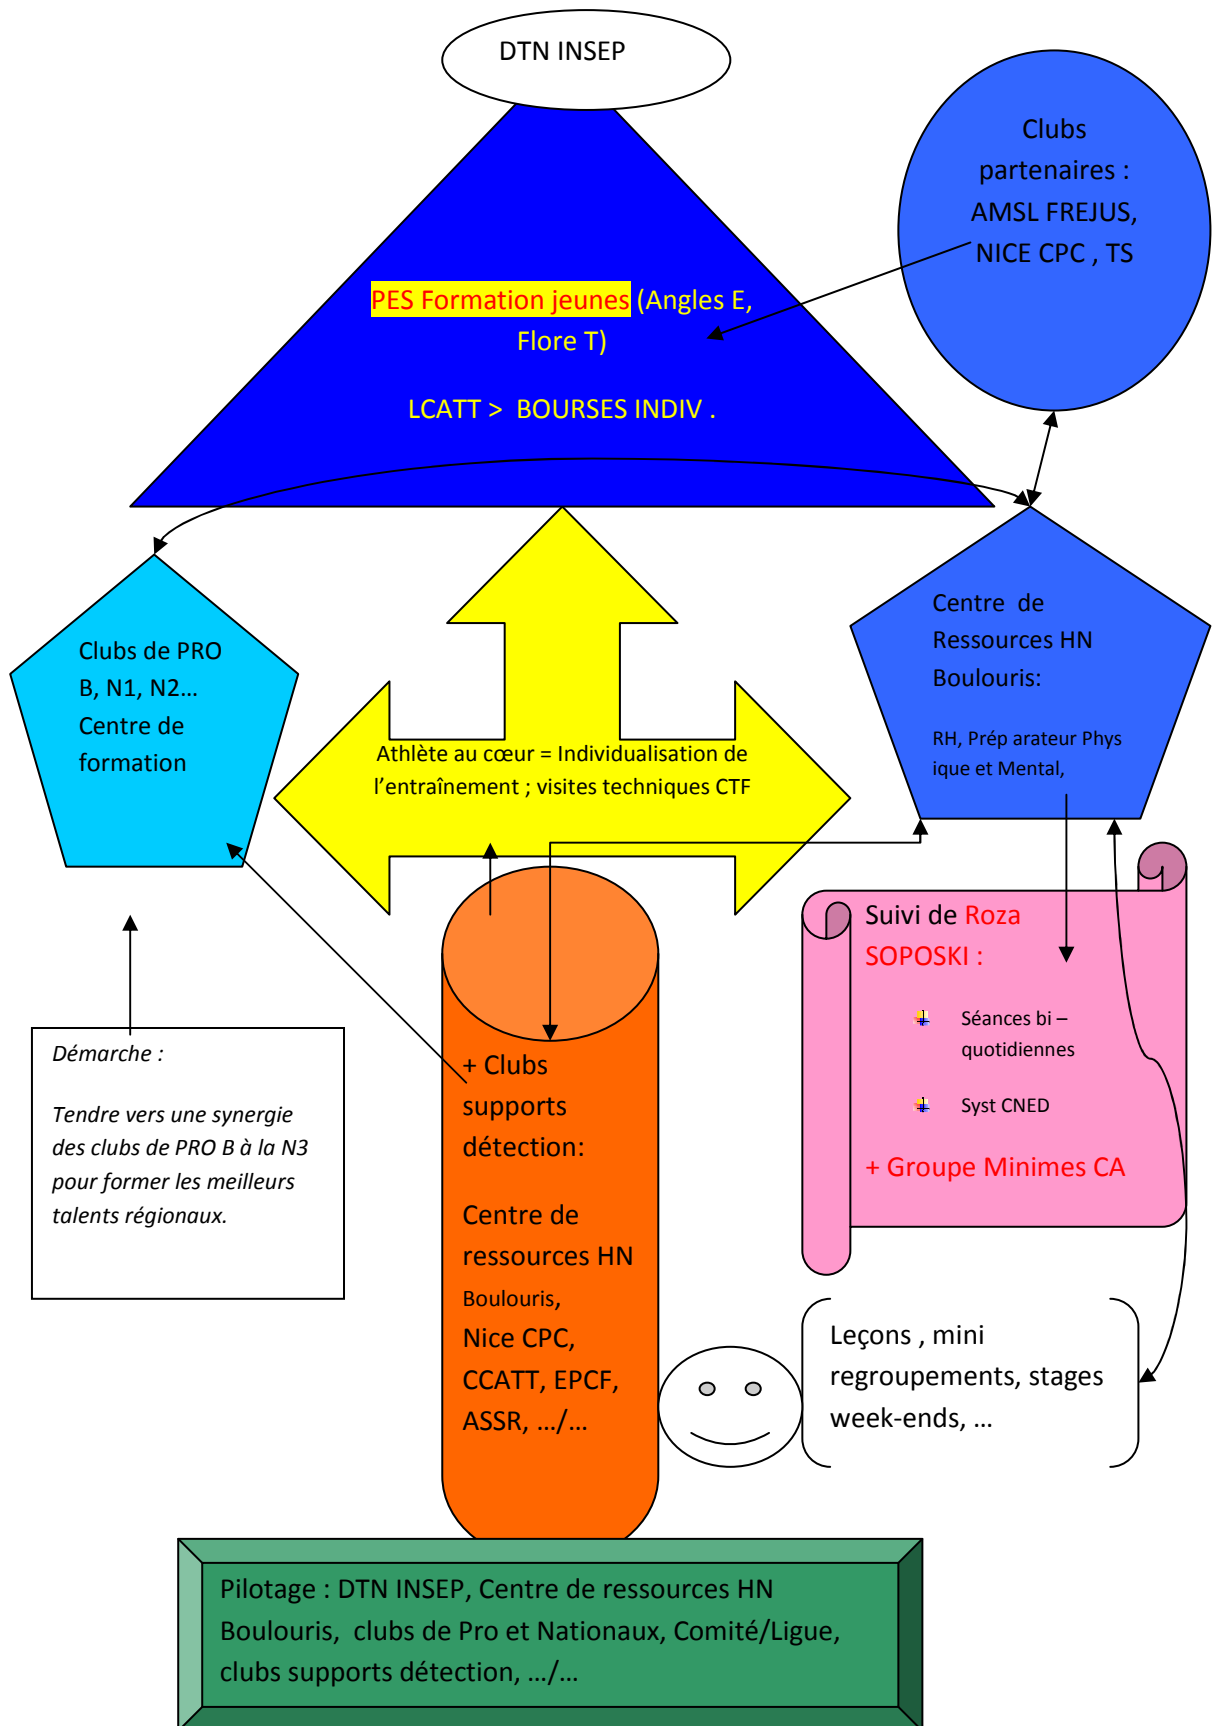 DTN INSEP
Clubs
partenaires :
AMSL FREJUS,
NICE CPC , TS
PES Formation jeunes (Angles E,
Flore T)
LCATT > BOURSES INDIV .
Clubs de PRO
B, N1, N2…
Centre de
formation
Athlète au cœur = Individualisation de
l’entraînement ; visites techniques CTF
Centre de
Ressources HN
Boulouris:
RH, Prép arateur Phys
ique et Mental,
Suivi de Roza
SOPOSKI :
Séances bi –
quotidiennes
Syst CNED
+ Groupe Minimes CA
Démarche :
Tendre vers une synergie
des clubs de PRO B à la N3
pour former les meilleurs
talents régionaux.
+ Clubs
supports
détection:
Centre de
ressources HN
Boulouris,
Nice CPC,
CCATT, EPCF,
ASSR, …/…
Leçons , mini
regroupements, stages
week-ends, …
Pilotage : DTN INSEP, Centre de ressources HN
Boulouris, clubs de Pro et Nationaux, Comité/Ligue,
clubs supports détection, …/…